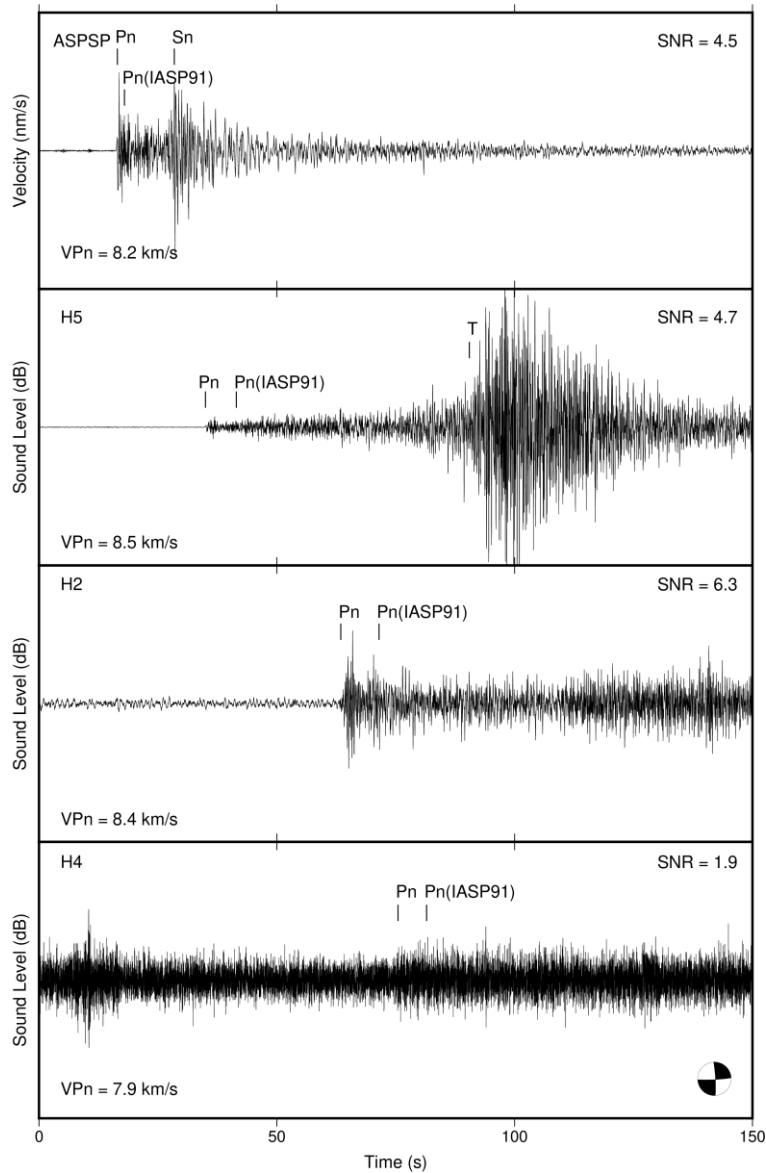 ASPSP Pn Sn SNR = 4.5
Pn(IASP91)
Velocity (nm/s)
VPn = 8.2 km/s
H5 SNR = 4.7
T
Pn Pn(IASP91)
Sound Level (dB)
VPn = 8.5 km/s
H2 SNR = 6.3
Pn Pn(IASP91)
Sound Level (dB)
VPn = 8.4 km/s
H4 SNR = 1.9
Pn Pn(IASP91)
Sound Level (dB)
VPn = 7.9 km/s
0 50 100 150
Time (s)